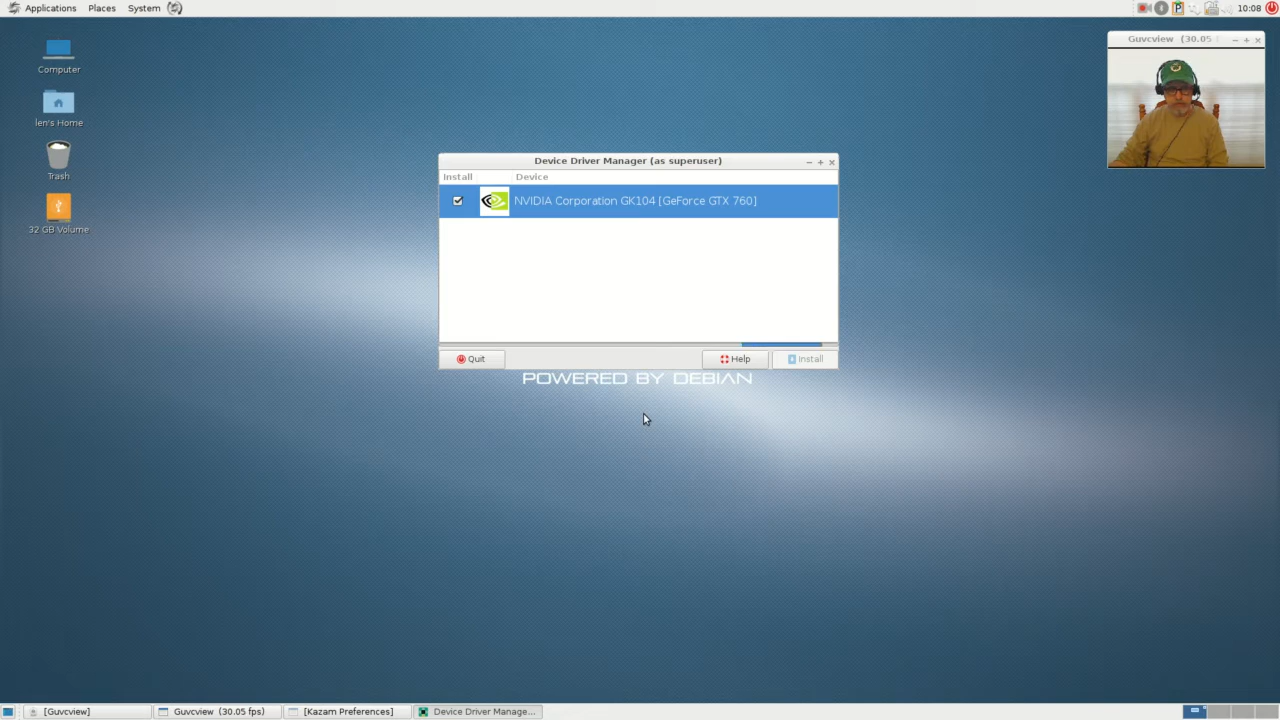 Applications Places System
10:08
Computer
len's Home
Trash
32 GB Volume
Guvcview (30.05
Device Driver Manager (as superuser)
Install Device
NVIDIA Corporation GK104 [GeForce GTX 760]
Quit Help Install
POWERED BY DEBIAN
[Guvcview] Guvcview (30.05 fps) [Kazam Preferences] Device Driver Manage...